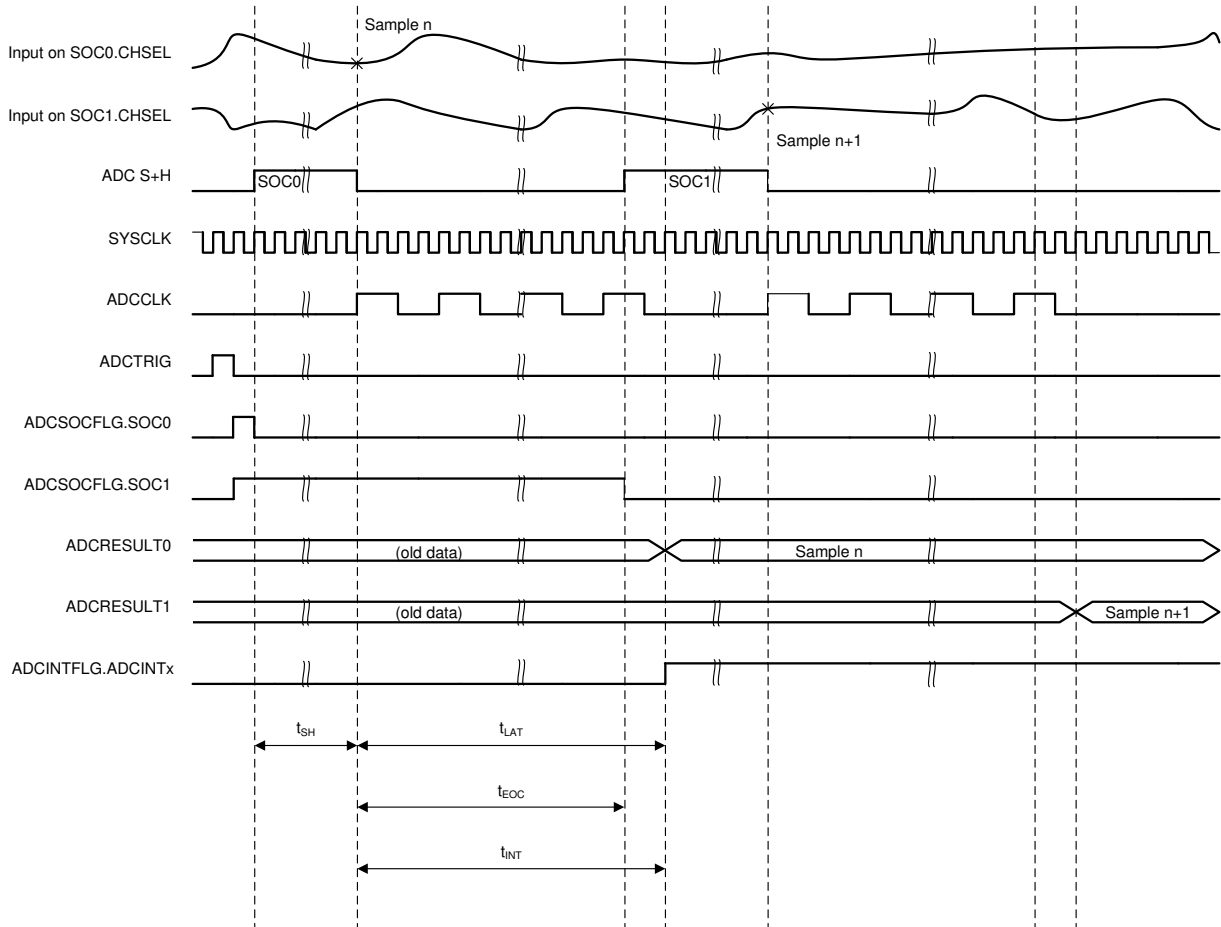 Sample n
Input on SOC0.CHSEL
Input on SOC1.CHSEL
Sample n+1
ADC S+H
SOC0
SOC1
SYSCLK
ADCCLK
ADCTRIG
ADCSOCFLG.SOC0
ADCSOCFLG.SOC1
ADCRESULT0
(old data)
Sample n
ADCRESULT1
(old data)
Sample n+1
ADCINTFLG.ADCINTx
tSH
tLAT
tEOC
tINT